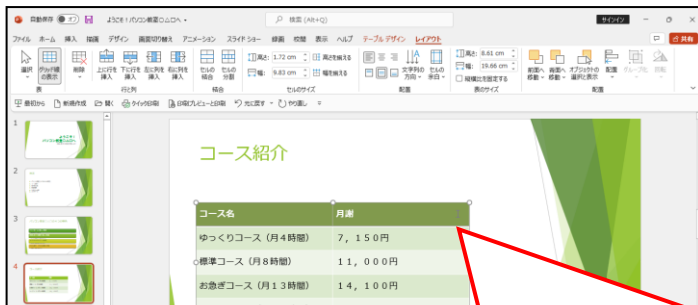 自動保存 オフ ようこそ！パソコン教室〇△□へ 検索 (Alt+Q) サインイン
ファイル ホーム 挿入 描画 デザイン 画面切り替え アニメーション スライド ショー 録画 校閲 表示 ヘルプ テーブル デザイン レイアウト 共有
選択 グリッド線の表示 削除 上に行を挿入 下に行を挿入 左に列を挿入 右に列を挿入 セルの結合 セルの分割 高さ: 1.72 cm 高さを揃える 幅: 9.83 cm 幅を揃える 文字列の方向 セルの余白 高さ: 6.61 cm 幅: 19.66 cm 縦横比を固定する 前面へ移動 背面へ移動 オブジェクトの選択と表示 配置 グループ化 回転
表 行と列 結合 セルのサイズ 配置 表のサイズ 配置
最初から 新規作成 開く クイック印刷 印刷プレビューと印刷 元に戻す やり直し
1
2
3
4
コース紹介
コース名 月謝
ゆっくりコース（月４時間） ７，１５０円
標準コース（月８時間） １１，０００円
お急ぎコース（月１３時間） １４，１００円